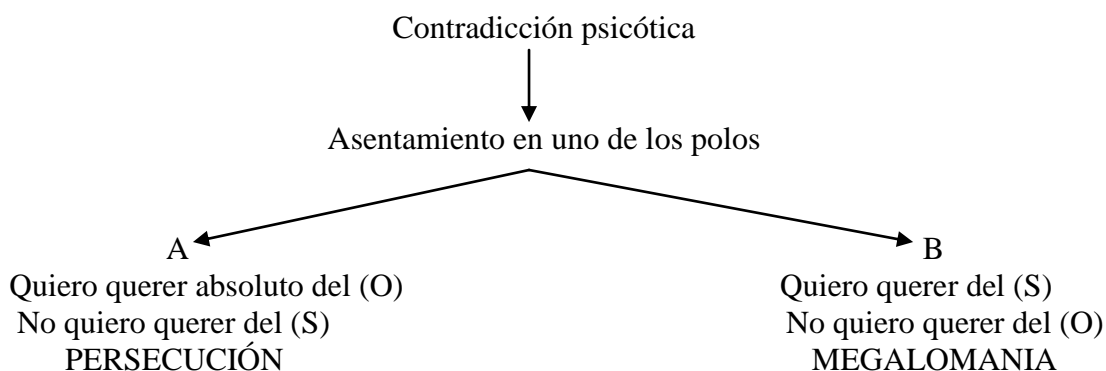 Contradicción psicótica
Asentamiento en uno de los polos
A
Quiero querer absoluto del (O)
No quiero querer del (S)
PERSECUCIÓN
B
Quiero querer del (S)
No quiero querer del (O)
MEGALOMANIA